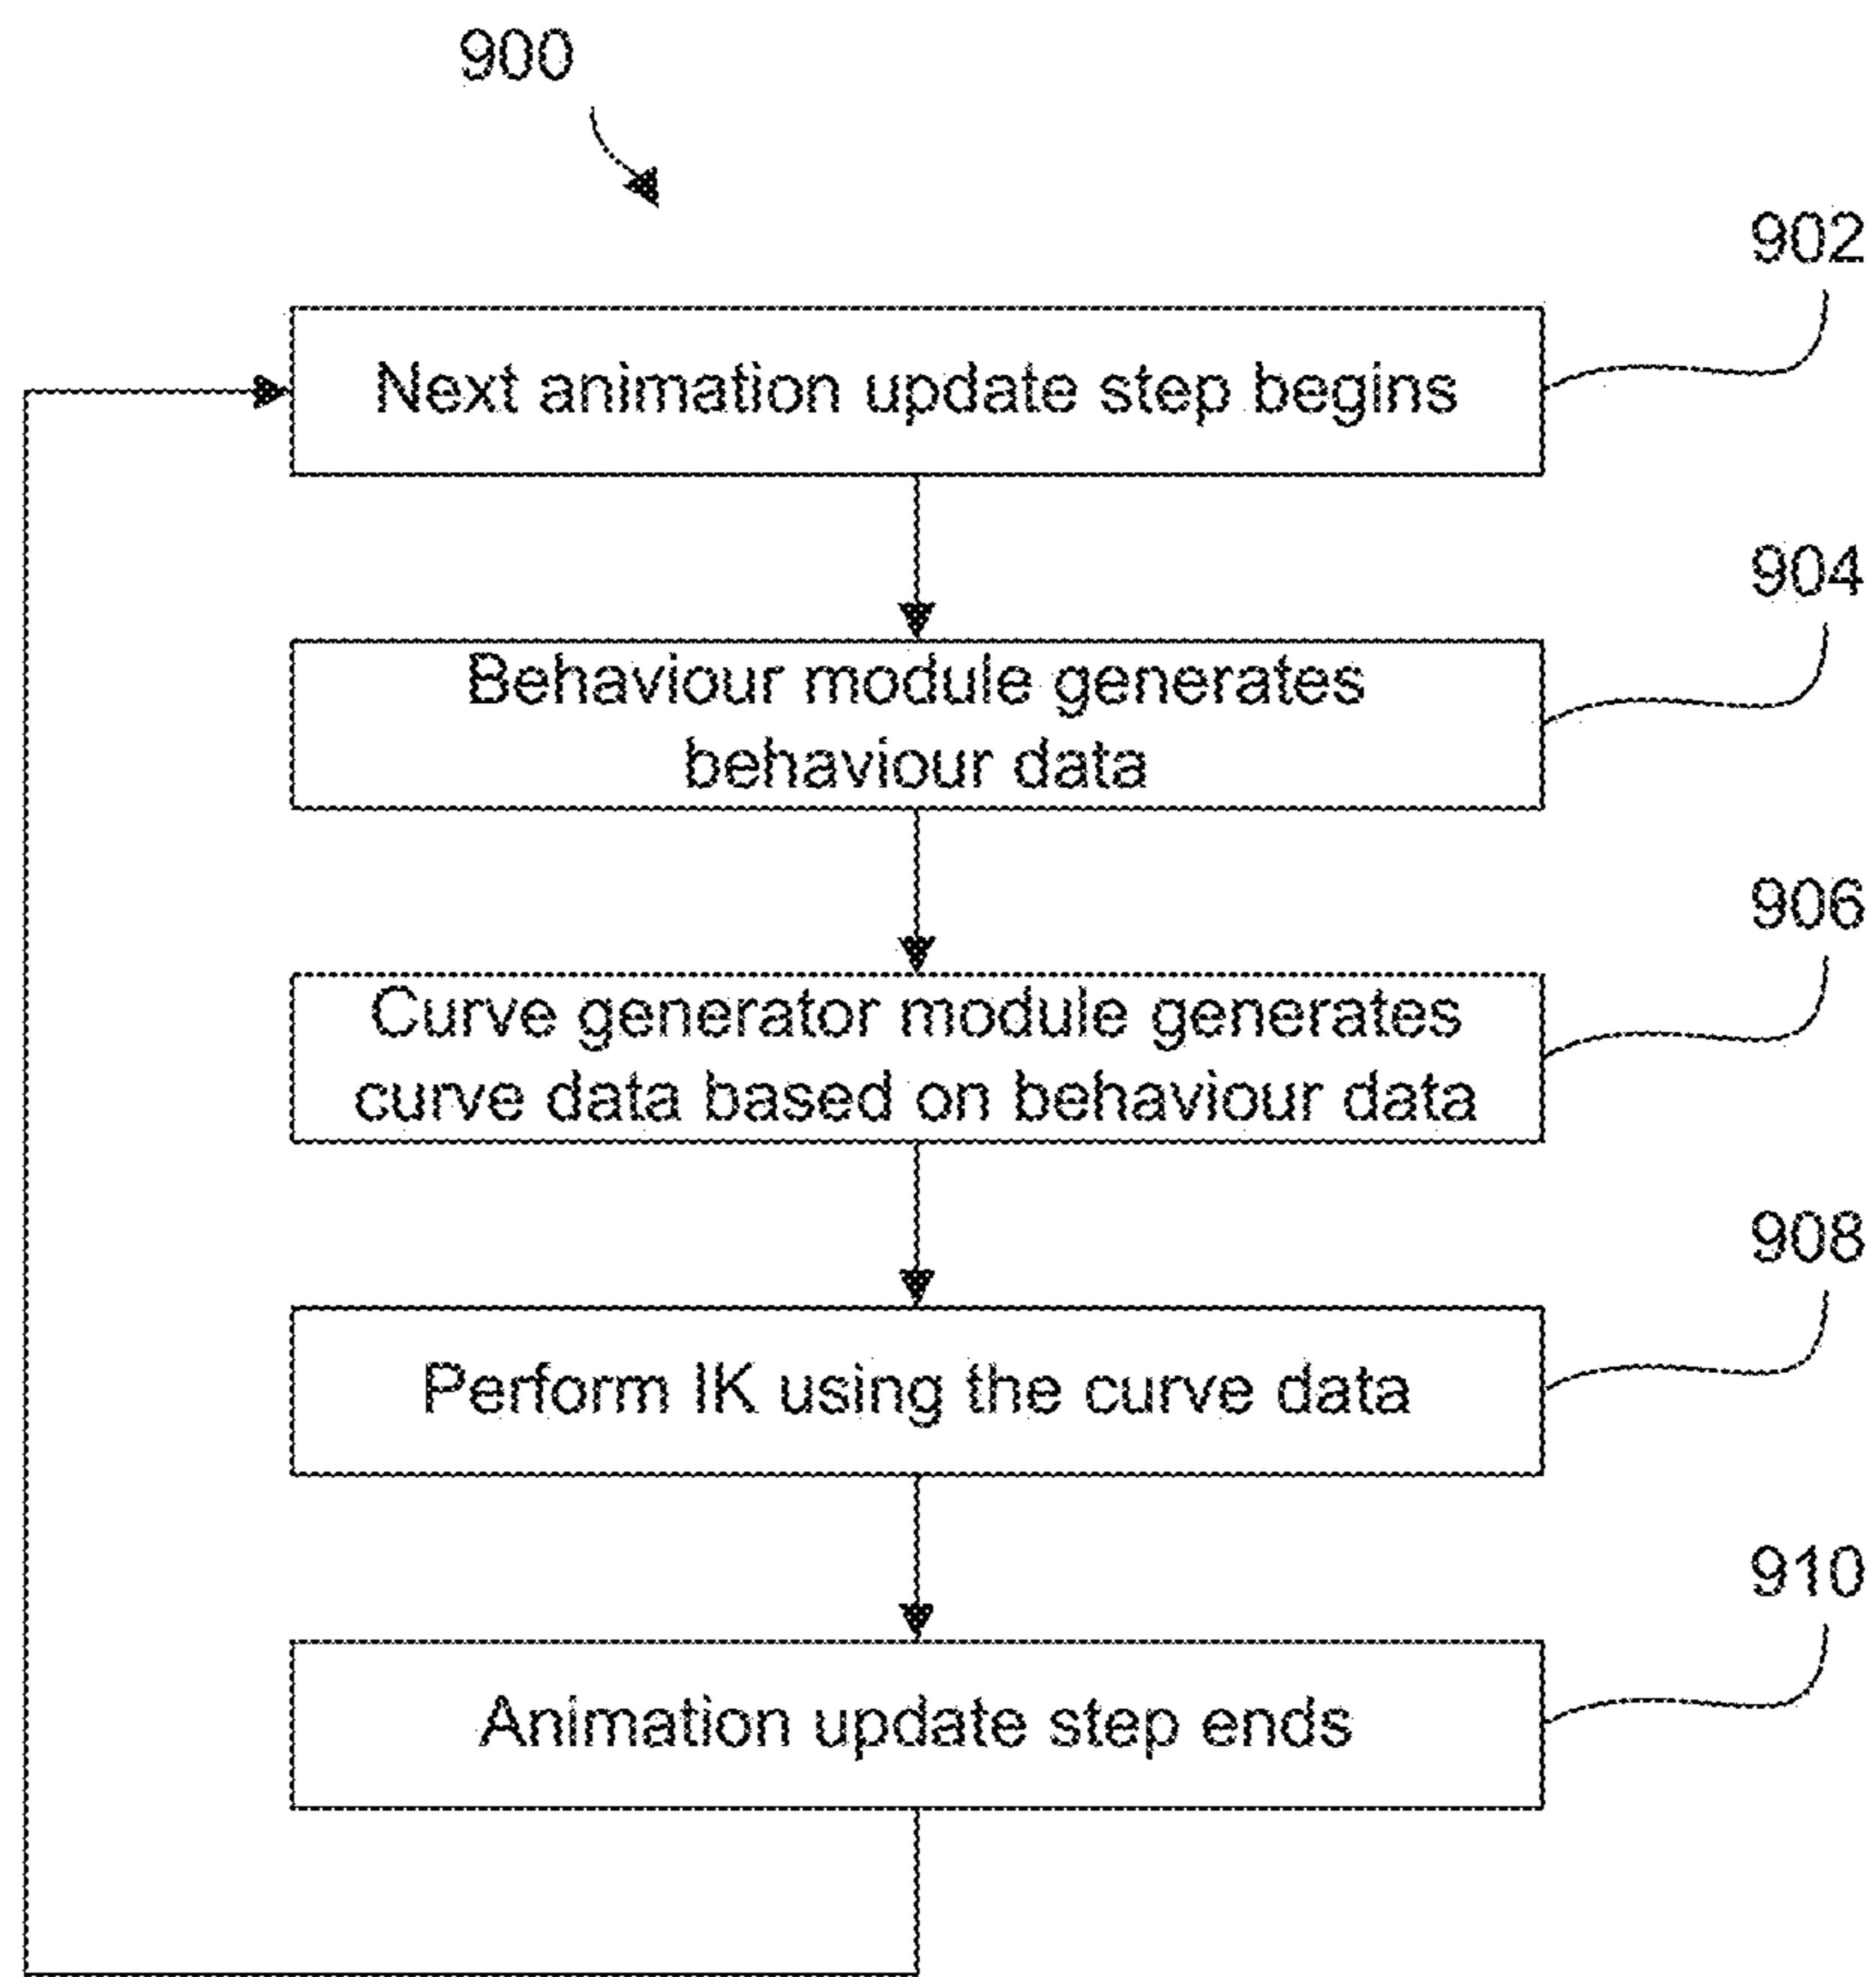 900
902
Next animation update step begins
904
Behaviour module generates
behaviour data
906
Curve generator module generates
curve data based on behaviour data
908
Perform IK using the curve data
910
Animation update step ends